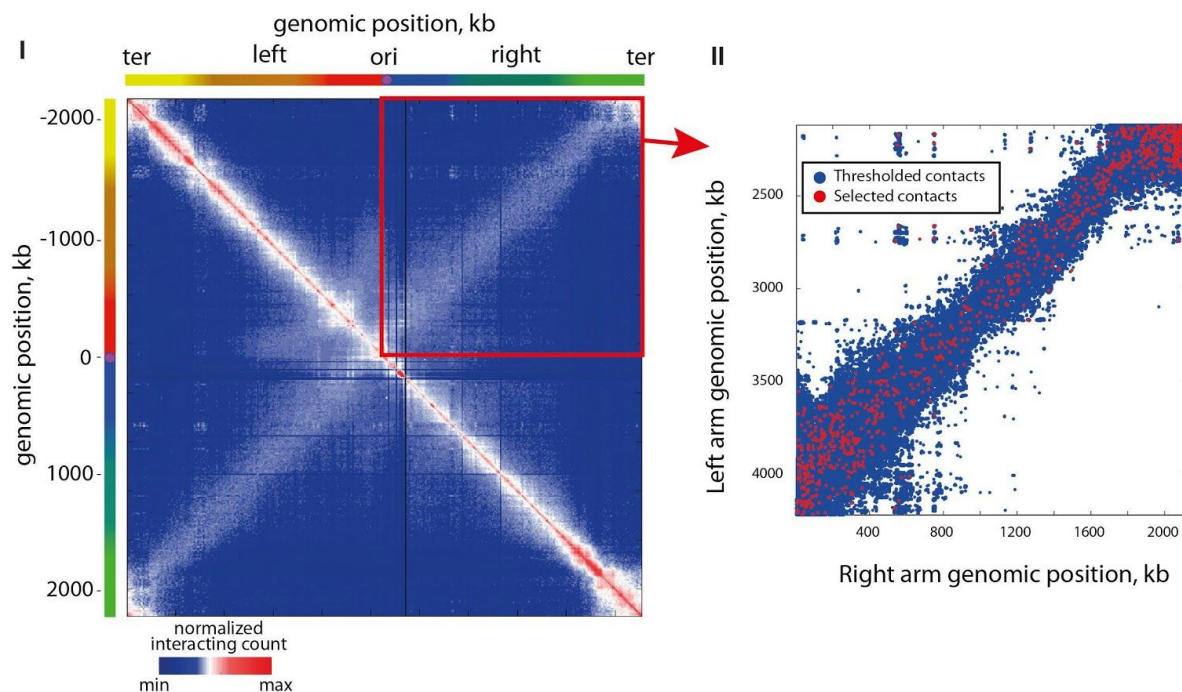 I
genomic position, kb
ter left ori right ter
genomic position, kb
-2000
-1000
0
1000
2000
normalized
interacting count
min max
II
Left arm genomic position, kb
2500
3000
3500
4000
Thresholded contacts
Selected contacts
400 800 1200 1600 2000
Right arm genomic position, kb